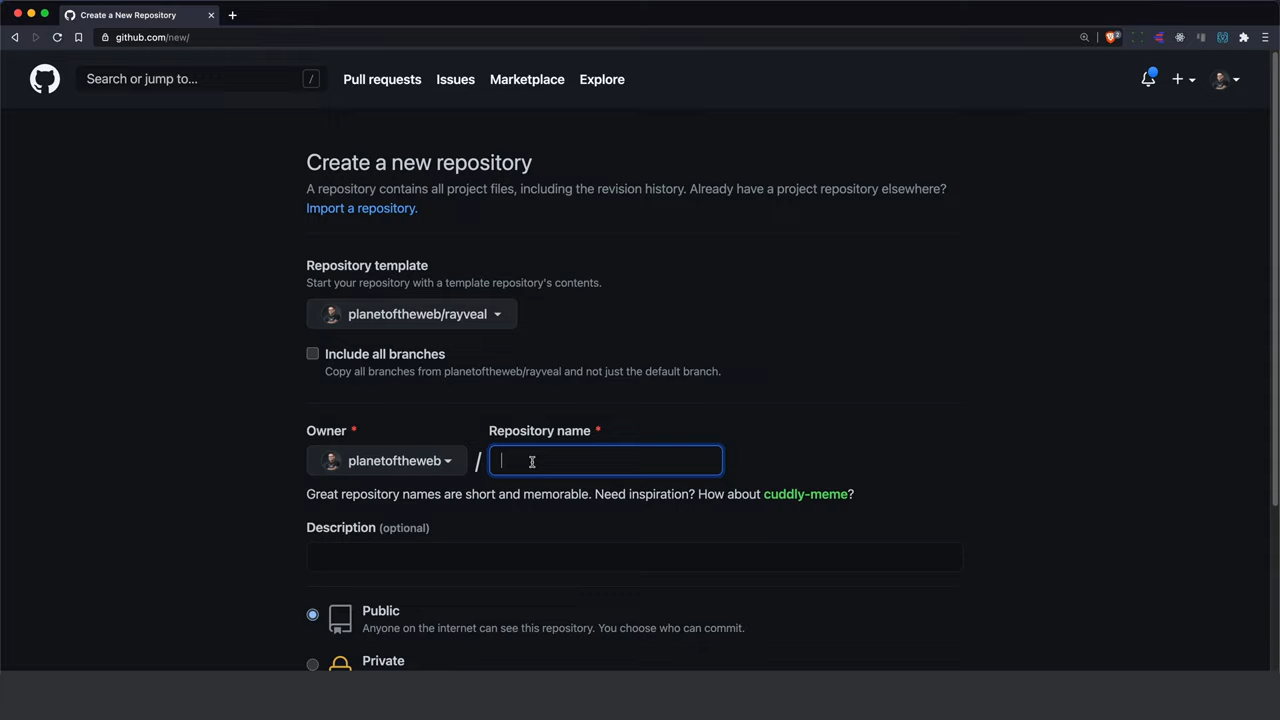 Create a New Repository
github.com/new/
2
Search or jump to... /
Pull requests
Issues
Marketplace
Explore
Create a new repository
A repository contains all project files, including the revision history. Already have a project repository elsewhere?
Import a repository.
Repository template
Start your repository with a template repository's contents.
planetoftheweb/rayveal
Include all branches
Copy all branches from planetoftheweb/rayveal and not just the default branch.
Owner *
Repository name *
planetoftheweb /
Great repository names are short and memorable. Need inspiration? How about cuddly-meme?
Description (optional)
Public
Anyone on the internet can see this repository. You choose who can commit.
Private